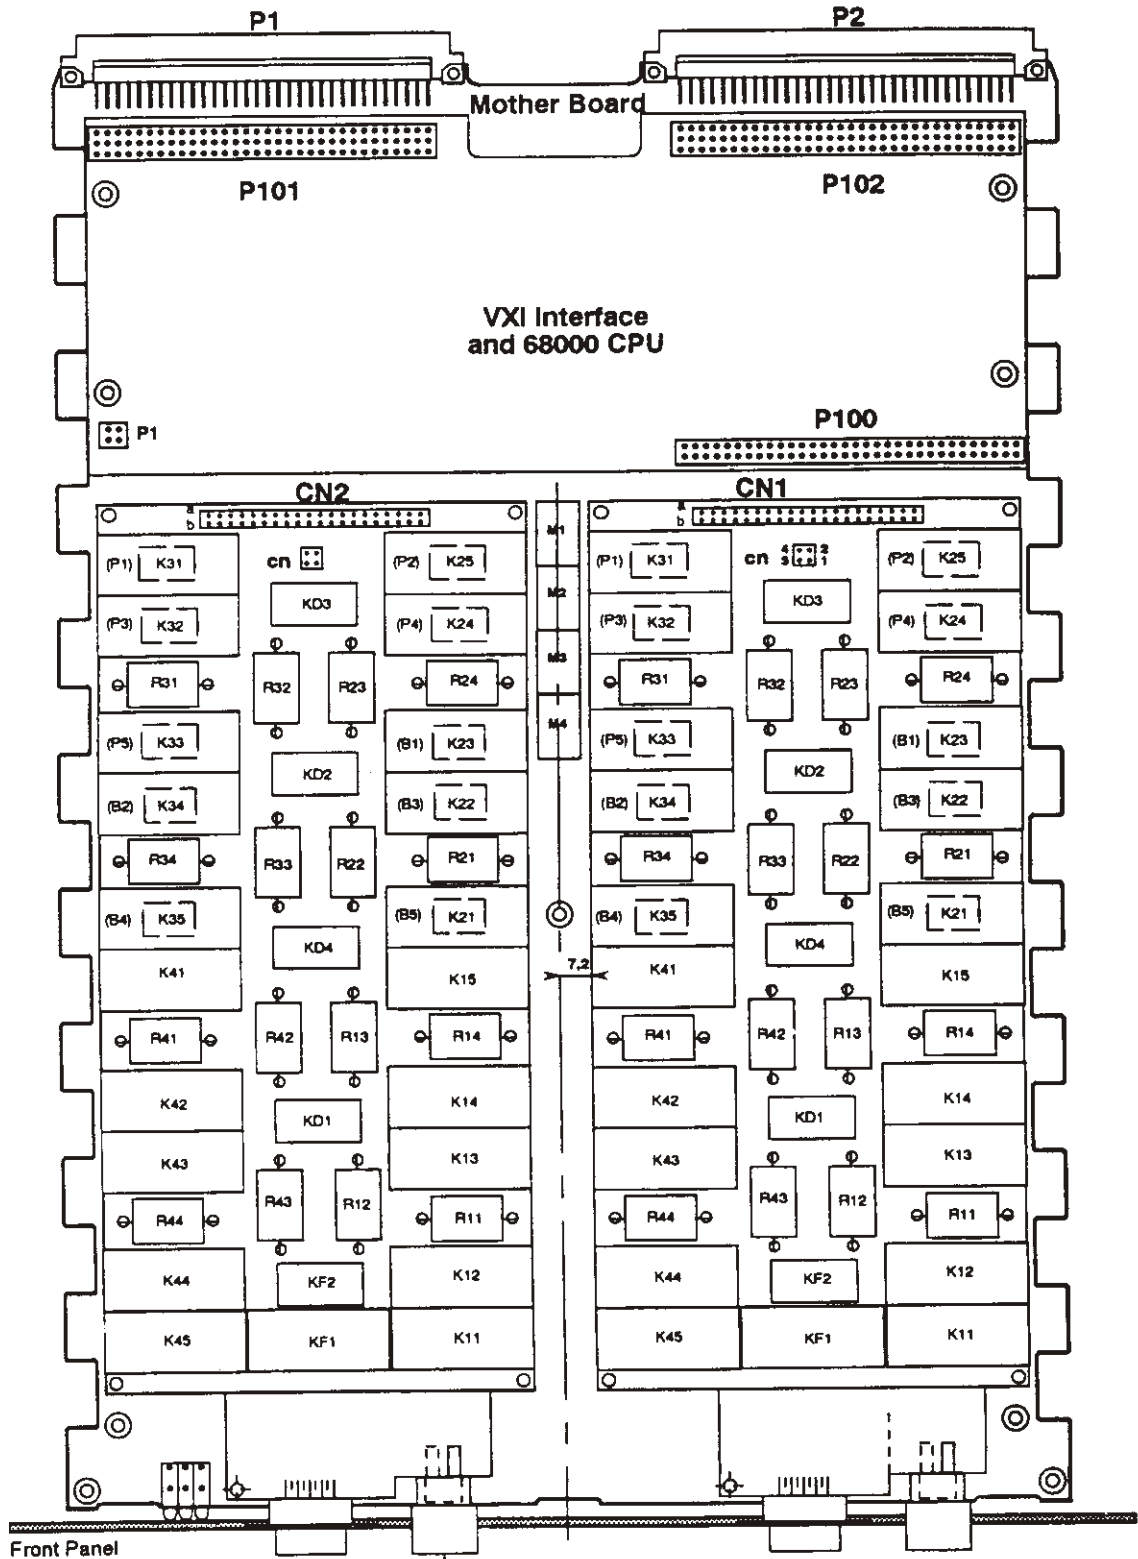 P1
P2
Mother Board
P101
P102
VXI Interface
and 68000 CPU
P1
P100
CN2
CN1
a
b
a
b
M1
M2
M3
M4
(P1) K31
cn
(P2) K25
KD3
(P3) K32
(P4) K24
R31
R32
R23
R24
(P5) K33
(B1) K23
KD2
(B2) K34
(B3) K22
R34
R33
R22
R21
(B4) K35
(B5) K21
KD4
K41
K15
R41
R42
R13
R14
K42
K14
KD1
K43
K13
R44
R43
R12
R11
K44
KF2
K12
K45
KF1
K11
7,2
(P1) K31
cn
4 2
3 1
(P2) K25
KD3
(P3) K32
(P4) K24
R31
R32
R23
R24
(P5) K33
(B1) K23
KD2
(B2) K34
(B3) K22
R34
R33
R22
R21
(B4) K35
(B5) K21
KD4
K41
K15
R41
R42
R13
R14
K42
K14
KD1
K43
K13
R44
R43
R12
R11
K44
KF2
K12
K45
KF1
K11
Front Panel